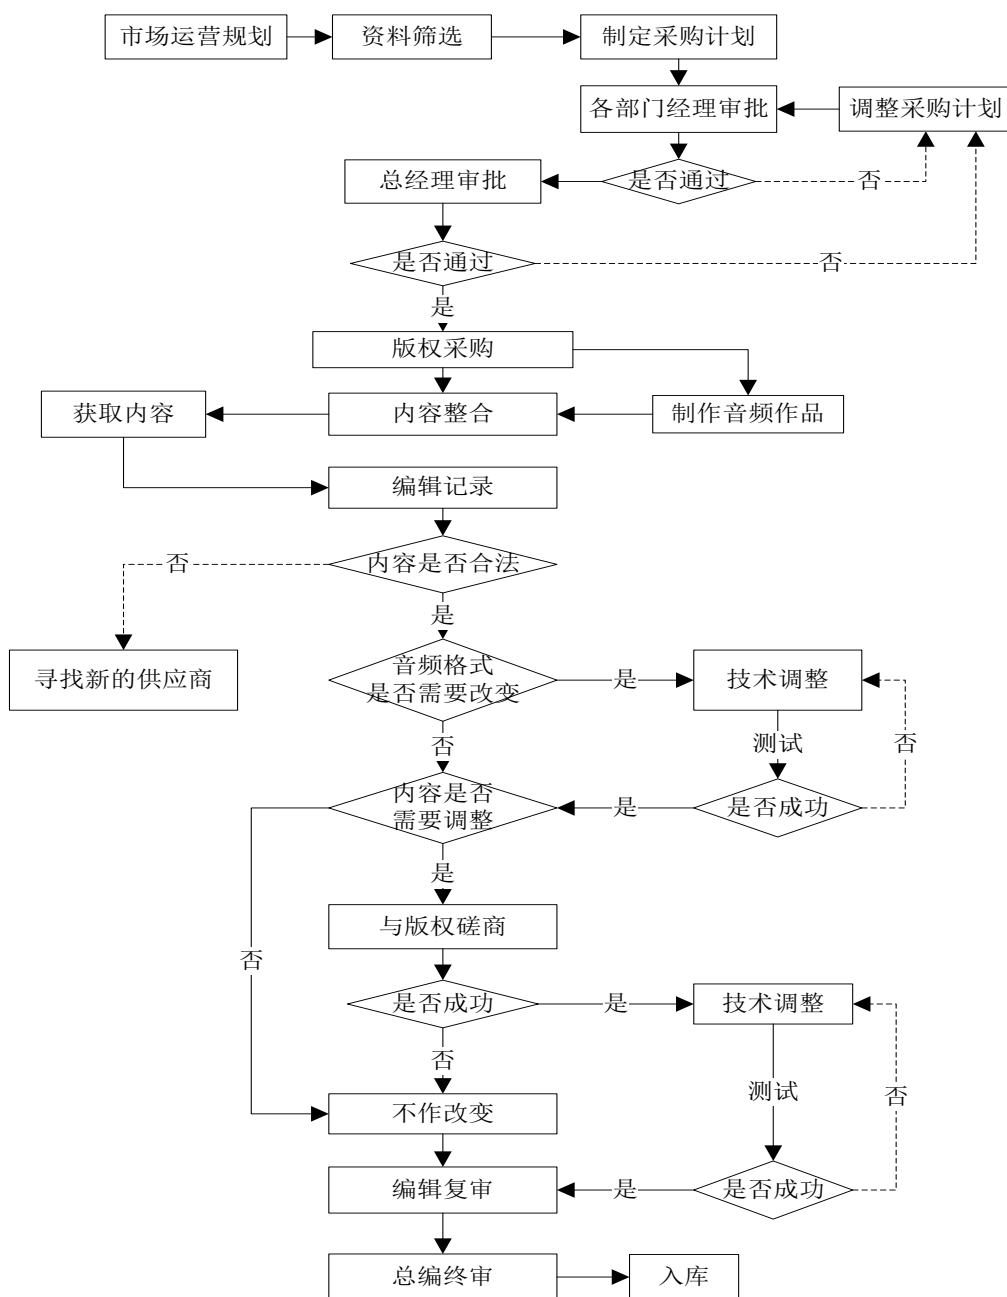 市场运营规划
资料筛选
制定采购计划
各部门经理审批
调整采购计划
总经理审批
是否通过
否
是否通过
否
是
版权采购
获取内容
内容整合
制作音频作品
编辑记录
否
内容是否合法
是
寻找新的供应商
音频格式
是否需要改变
是
技术调整
否
测试
否
内容是否
需要调整
是
是否成功
是
与版权磋商
否
是否成功
是
技术调整
否
测试
否
不作改变
编辑复审
是
是否成功
总编终审
入库